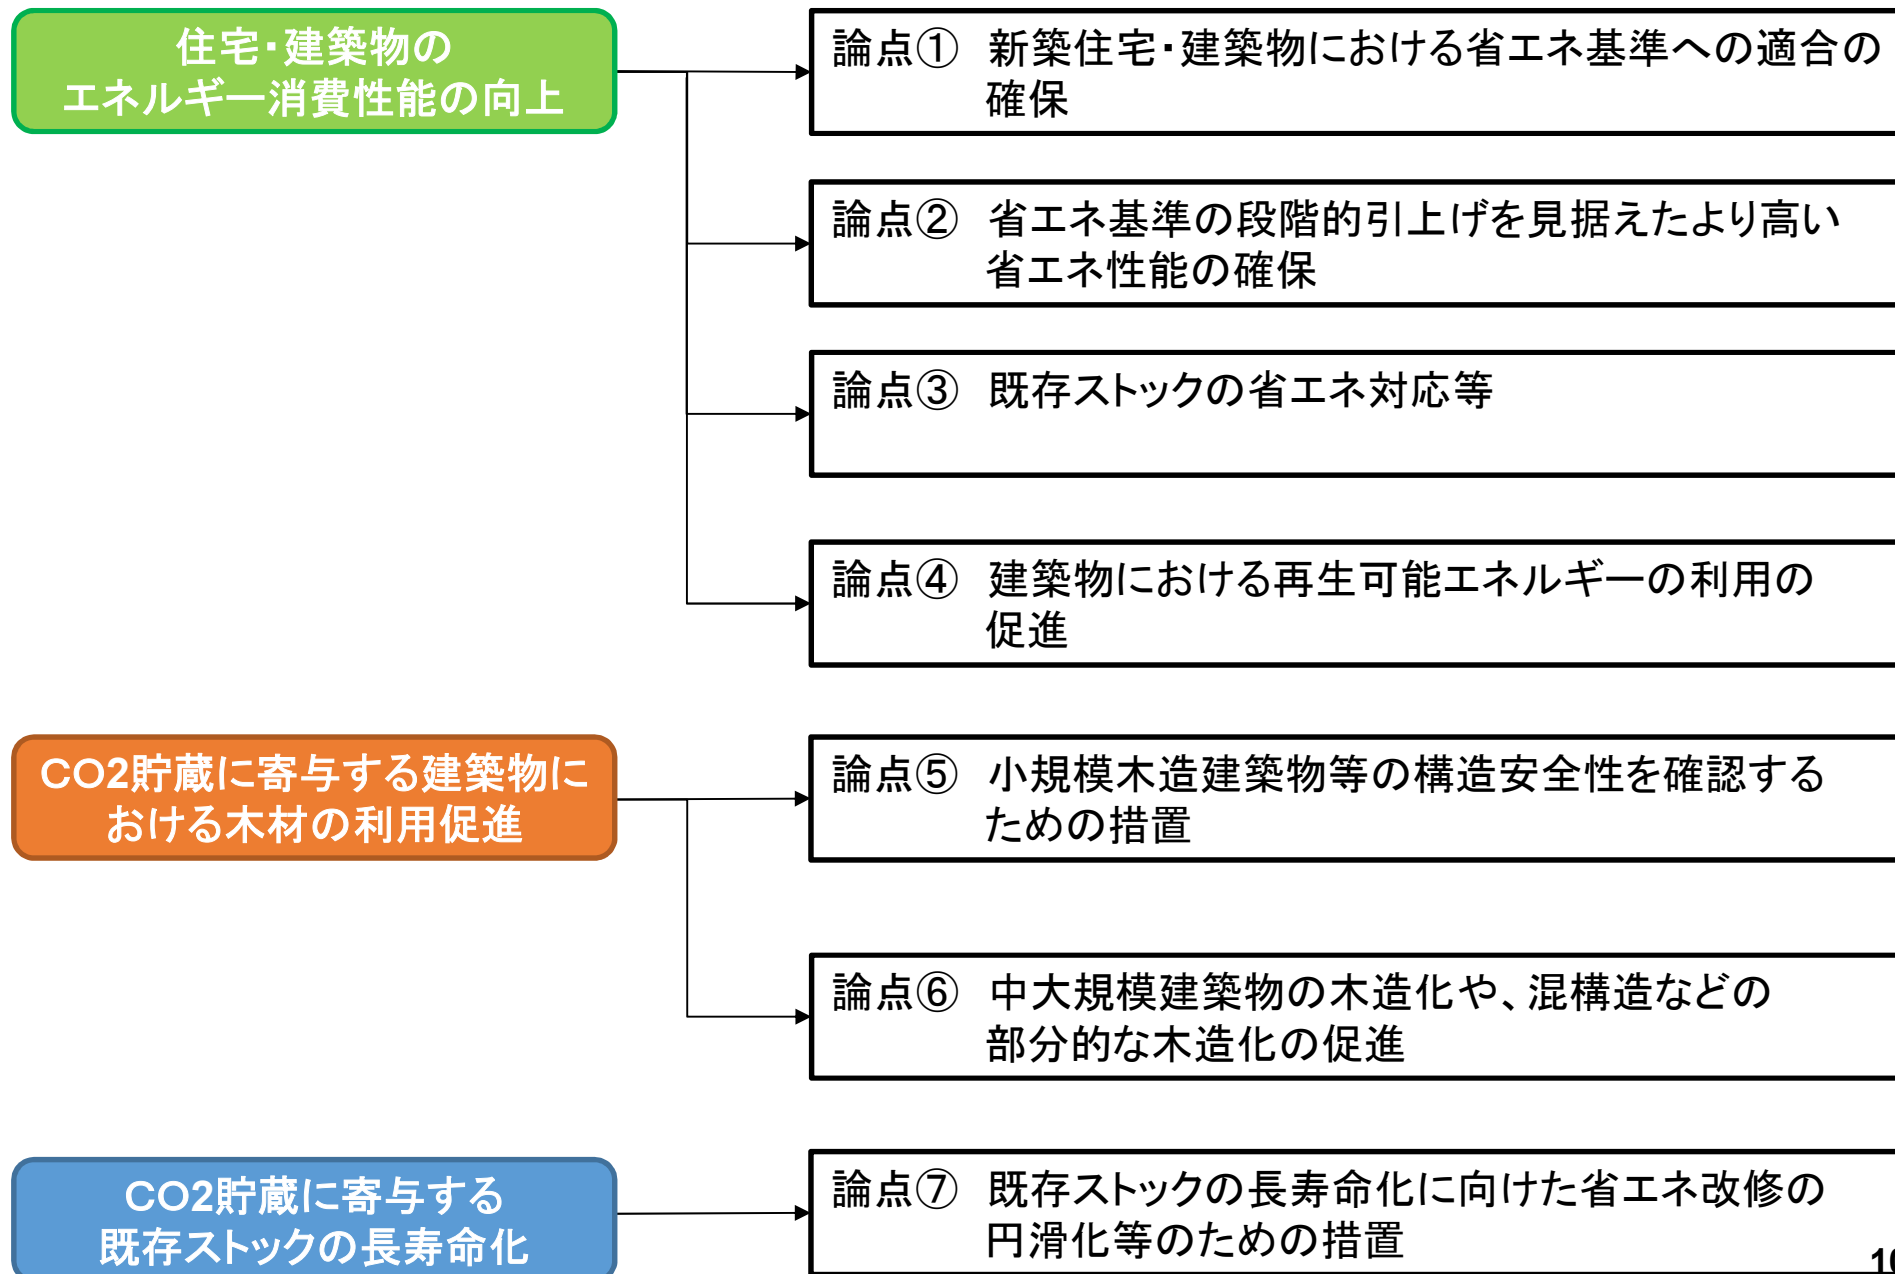 住宅・建築物の
エネルギー消費性能の向上
論点① 新築住宅・建築物における省エネ基準への適合の
確保
論点② 省エネ基準の段階的引上げを見据えたより高い
省エネ性能の確保
論点③ 既存ストックの省エネ対応等
論点④ 建築物における再生可能エネルギーの利用の
促進
CO2貯蔵に寄与する建築物に
おける木材の利用促進
論点⑤ 小規模木造建築物等の構造安全性を確認する
ための措置
論点⑥ 中大規模建築物の木造化や、混構造などの
部分的な木造化の促進
CO2貯蔵に寄与する
既存ストックの長寿命化
論点⑦ 既存ストックの長寿命化に向けた省エネ改修の
円滑化等のための措置